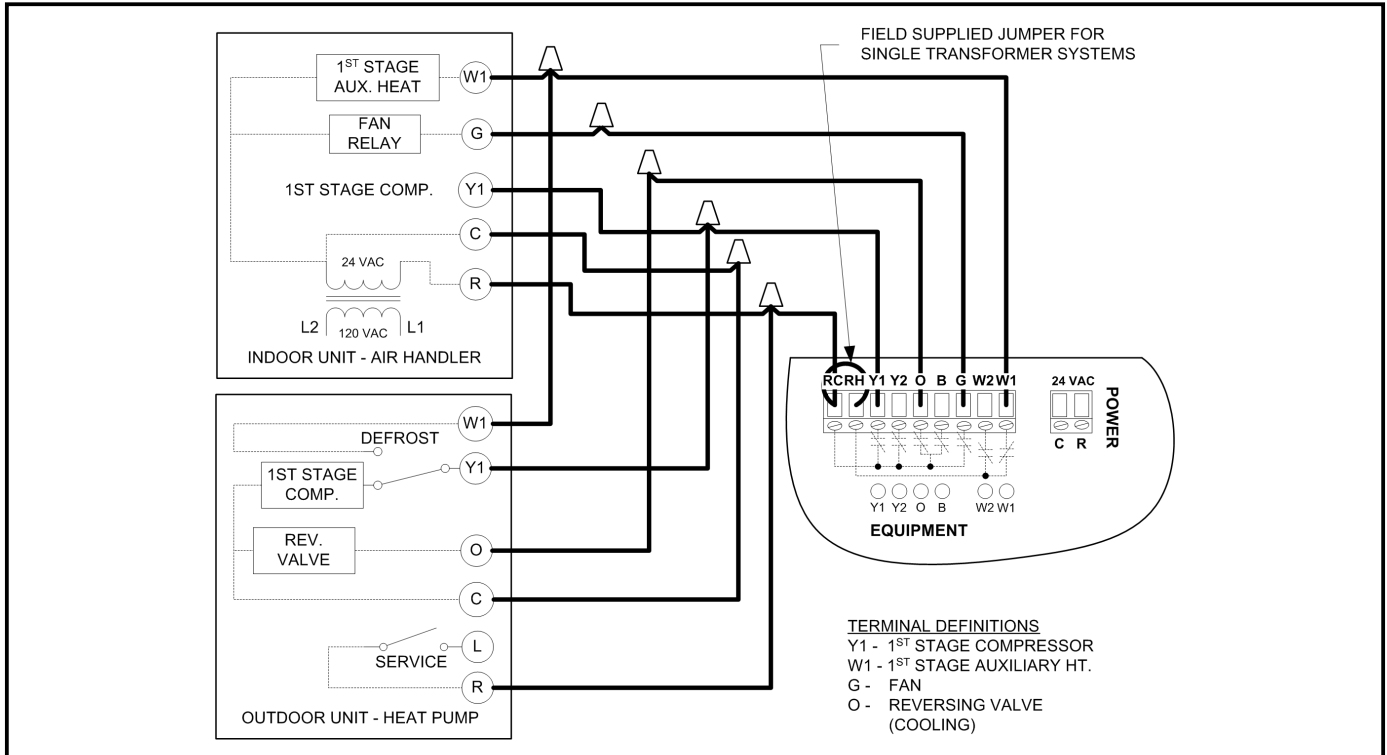 FIELD SUPPLIED JUMPER FOR
SINGLE TRANSFORMER SYSTEMS
1ST STAGE
AUX. HEAT
W1
FAN
RELAY
G
1ST STAGE COMP.
Y1
C
24 VAC
R
L2
120 VAC
L1
INDOOR UNIT - AIR HANDLER
W1
DEFROST
1ST STAGE
COMP.
Y1
REV.
VALVE
O
C
SERVICE
L
R
OUTDOOR UNIT - HEAT PUMP
RC RH Y1 Y2 O B G W2 W1
24 VAC
C R
POWER
Y1 Y2 O B W2 W1
EQUIPMENT
TERMINAL DEFINITIONS
Y1 - 1ST STAGE COMPRESSOR
W1 - 1ST STAGE AUXILIARY HT.
G - FAN
O - REVERSING VALVE
(COOLING)